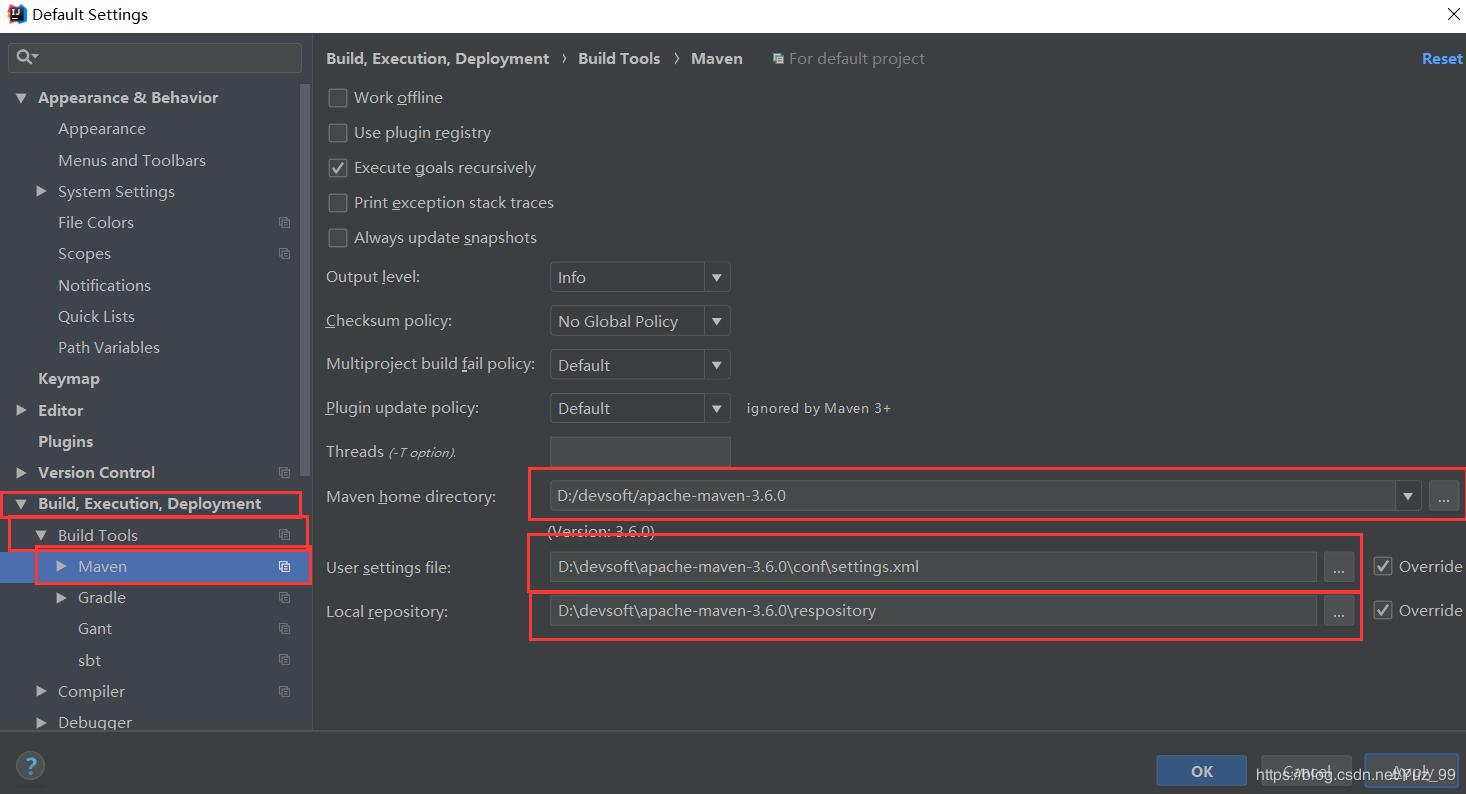 Default Settings
Build, Execution, Deployment › Build Tools › Maven For default project Reset
Appearance & Behavior
Appearance
Menus and Toolbars
System Settings
File Colors
Scopes
Notifications
Quick Lists
Path Variables
Keymap
Editor
Plugins
Version Control
Build, Execution, Deployment
Build Tools
Maven
Gradle
Gant
sbt
Compiler
Debugger
Work offline
Use plugin registry
Execute goals recursively
Print exception stack traces
Always update snapshots
Output level: Info
Checksum policy: No Global Policy
Multiproject build fail policy: Default
Plugin update policy: Default ignored by Maven 3+
Threads (-T option).
Maven home directory: D:/devsoft/apache-maven-3.6.0 ...
(Version: 3.6.0)
User settings file: D:\devsoft\apache-maven-3.6.0\conf\settings.xml ... Override
Local repository: D:\devsoft\apache-maven-3.6.0\respository ... Override
? OK Cancel Apply
https://blog.csdn.net/Yuz_99